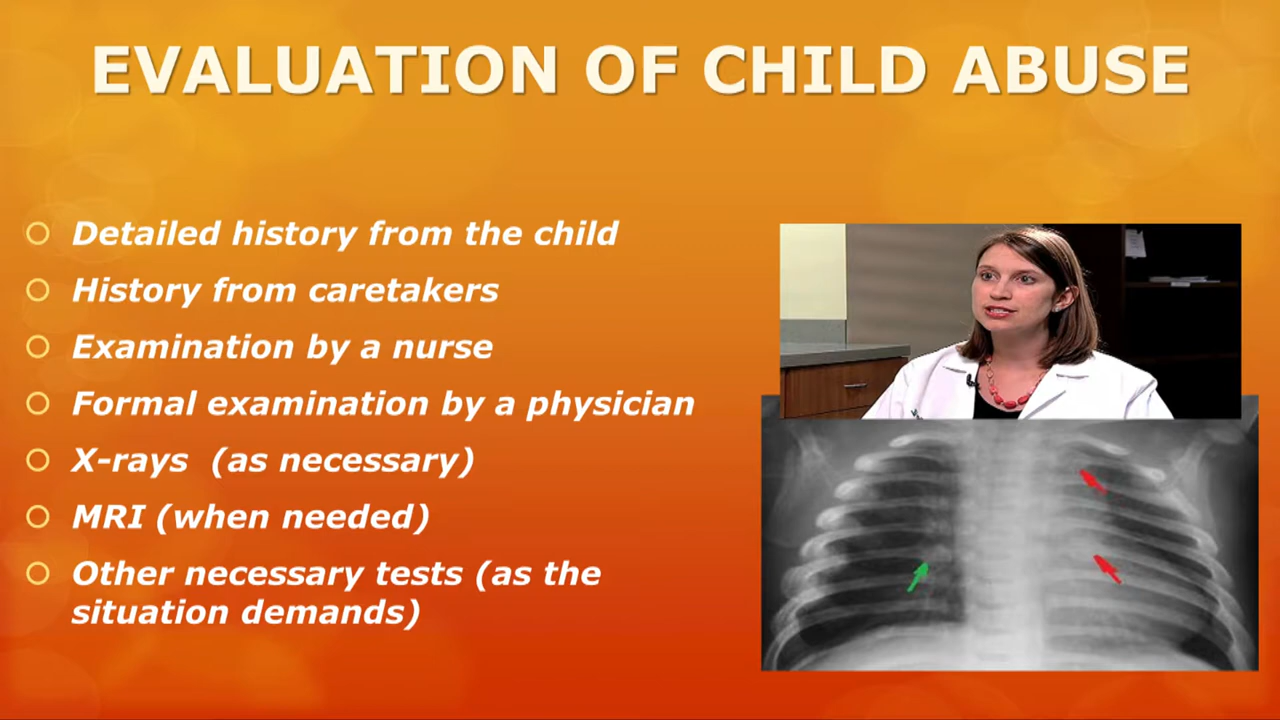 EVALUATION OF CHILD ABUSE
Detailed history from the child
History from caretakers
Examination by a nurse
Formal examination by a physician
X-rays (as necessary)
MRI (when needed)
Other necessary tests (as the
situation demands)